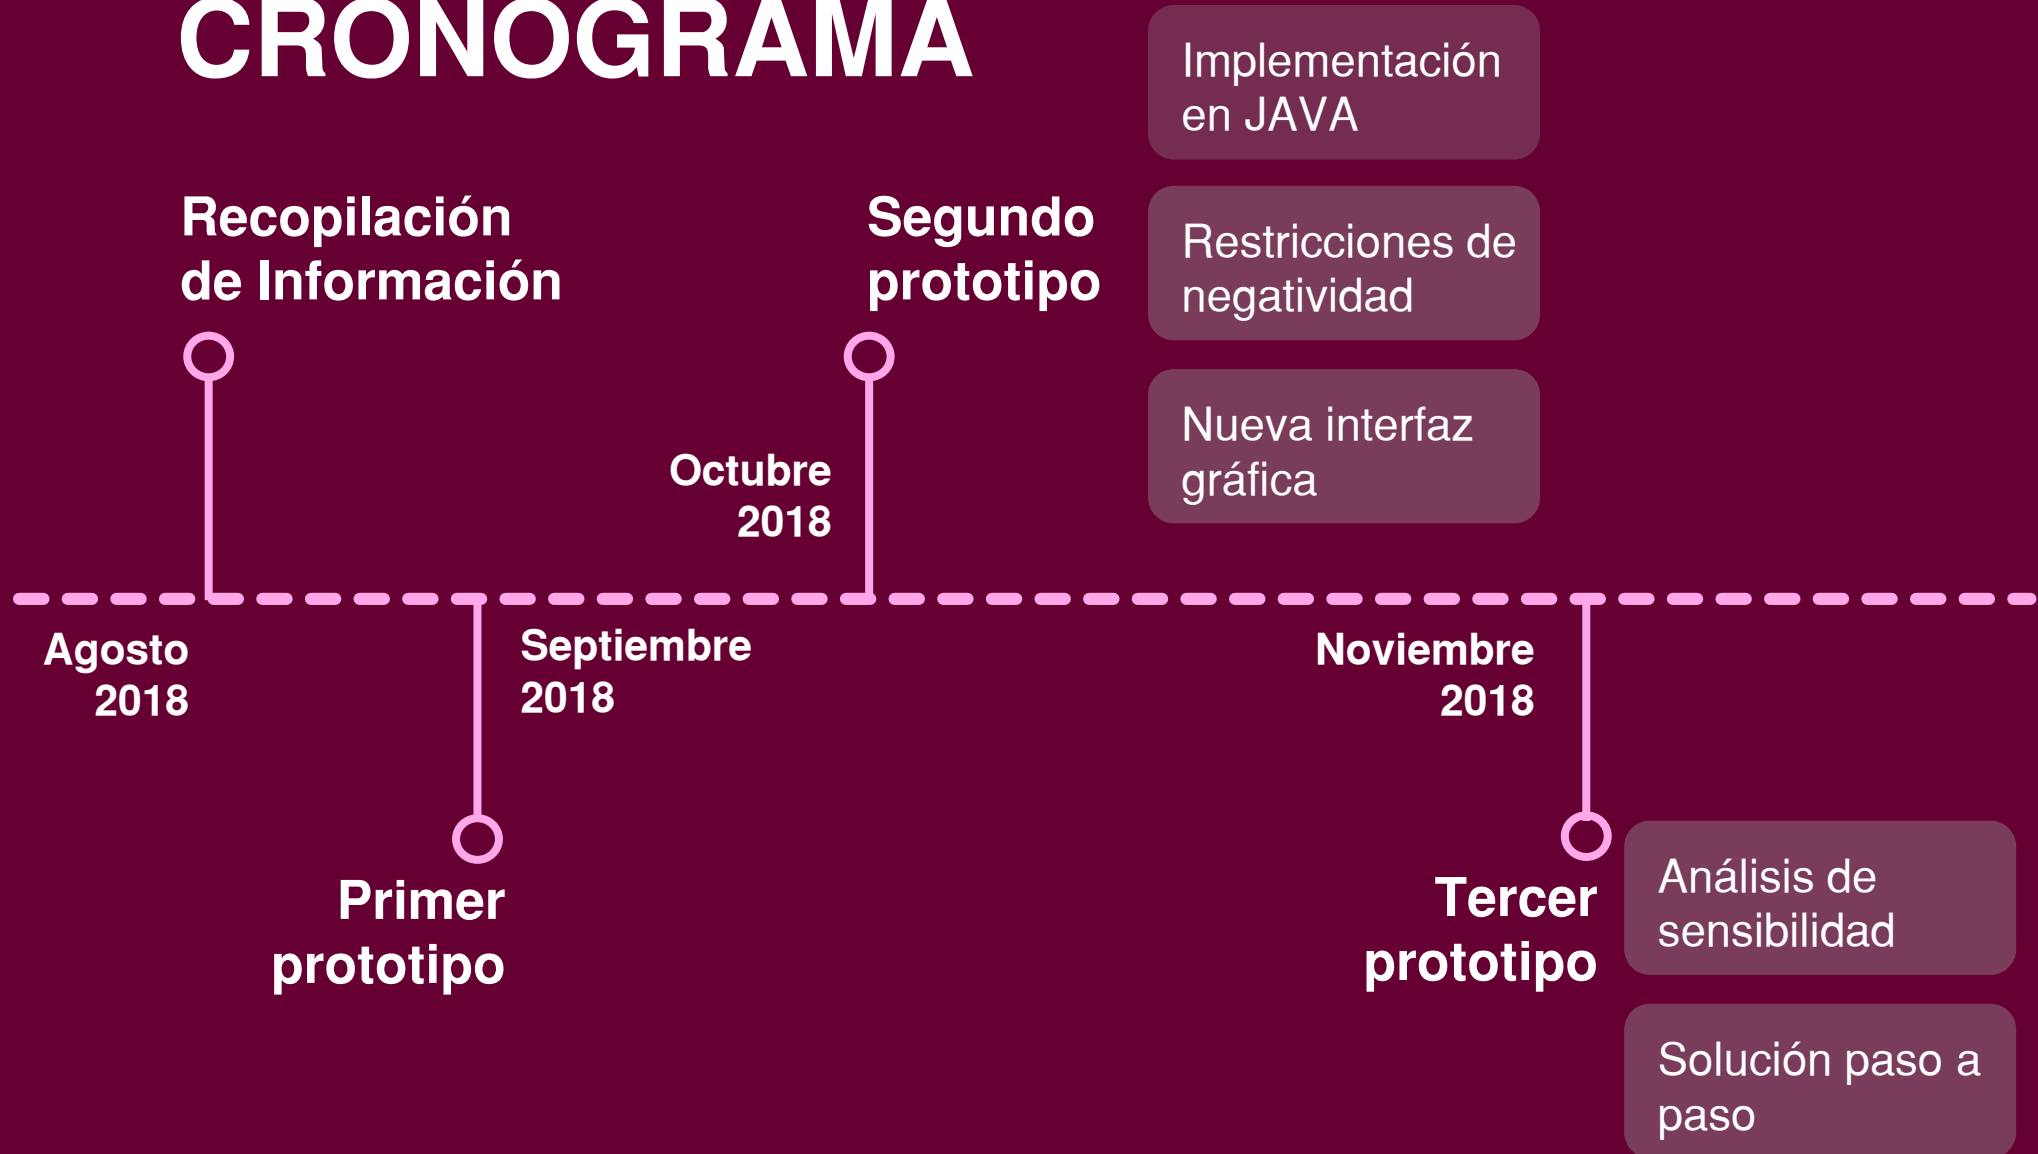 CRONOGRAMA
Recopilación
de Información
Agosto
2018
Septiembre
2018
Primer
prototipo
Octubre
2018
Segundo
prototipo
Implementación
en JAVA
Restricciones de
negatividad
Nueva interfaz
gráfica
Noviembre
2018
Tercer
prototipo
Análisis de
sensibilidad
Solución paso a
paso